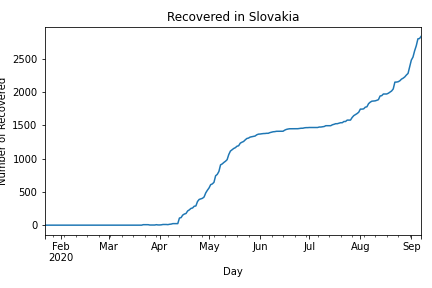 Recovered in Slovakia
Number of Recovered
2500
2000
1500
1000
500
0
Feb Mar Apr May Jun Jul Aug Sep
2020
Day